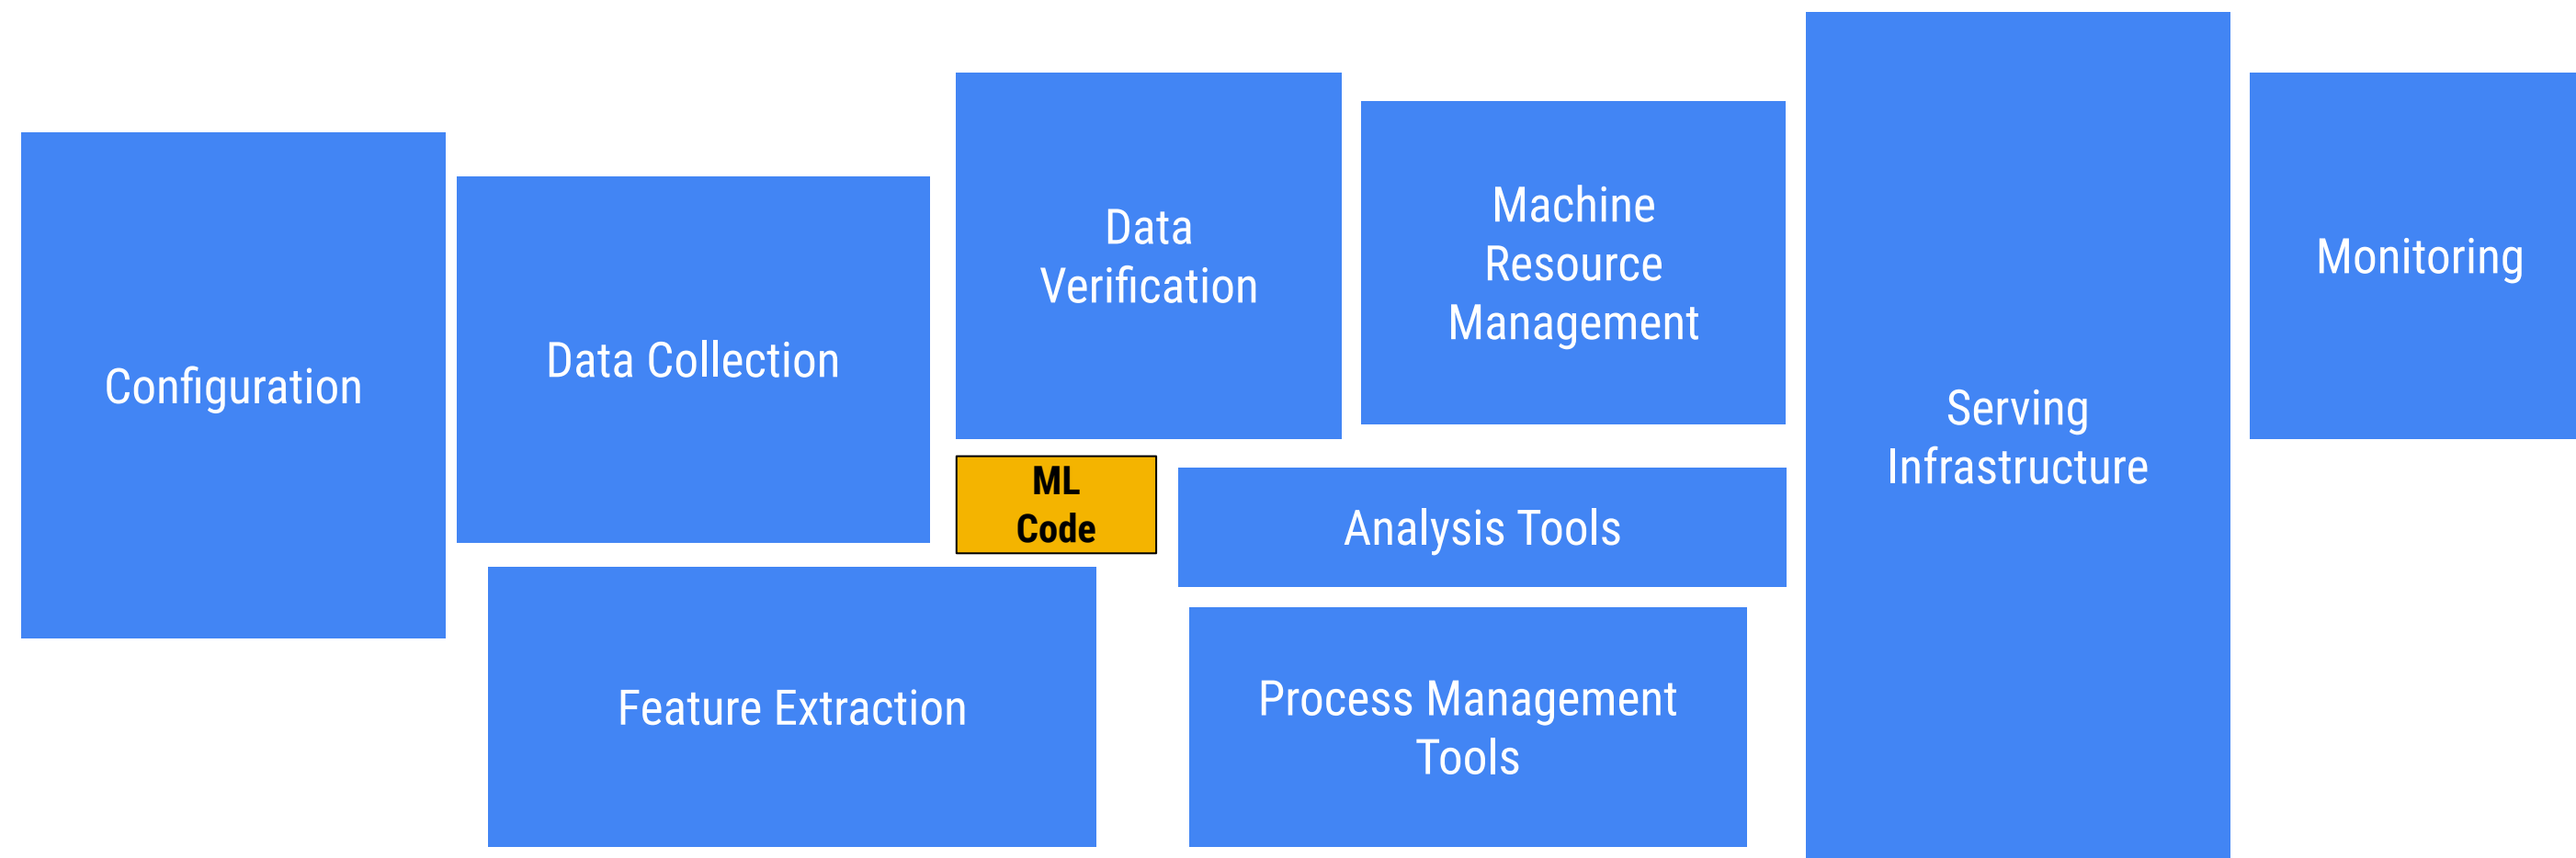 Configuration
Data Collection
Data
Verification
Machine
Resource
Management
Serving
Infrastructure
Monitoring
ML
Code
Analysis Tools
Feature Extraction
Process Management
Tools